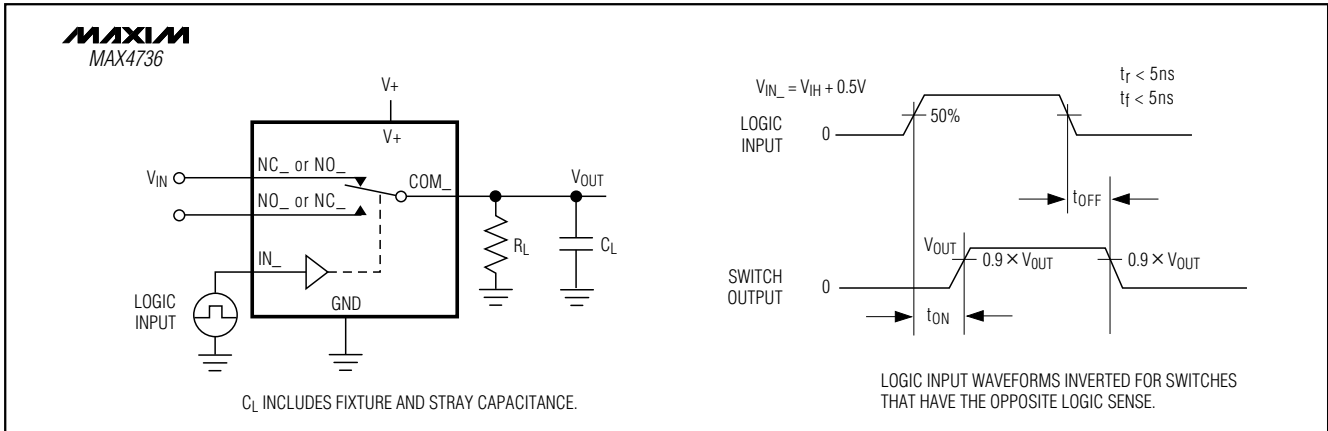 MAXIM
MAX4736
V+
V+
VIN
NC_ or NO_
NO_ or NC_
COM_
VOUT
IN_
RL
CL
LOGIC
INPUT
GND
CL INCLUDES FIXTURE AND STRAY CAPACITANCE.
VIN_ = VIH + 0.5V
tr < 5ns
tf < 5ns
LOGIC
INPUT
0
50%
tOFF
VOUT
0.9 × VOUT
0.9 × VOUT
SWITCH
OUTPUT
0
tON
LOGIC INPUT WAVEFORMS INVERTED FOR SWITCHES
THAT HAVE THE OPPOSITE LOGIC SENSE.